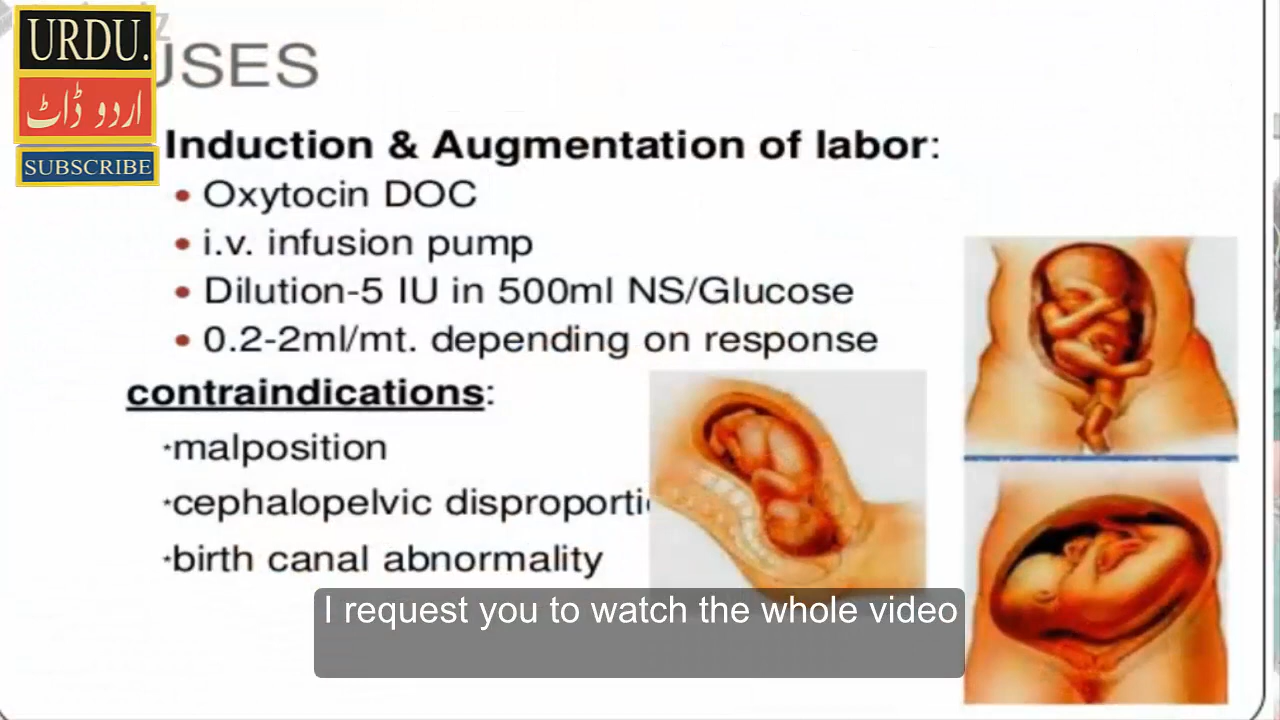 URDU.
اردو ڈاٹ
SUBSCRIBE
USES
Induction & Augmentation of labor:
• Oxytocin DOC
• i.v. infusion pump
• Dilution-5 IU in 500ml NS/Glucose
• 0.2-2ml/mt. depending on response
contraindications:
•malposition
•cephalopelvic disproporti
•birth canal abnormality
I request you to watch the whole video